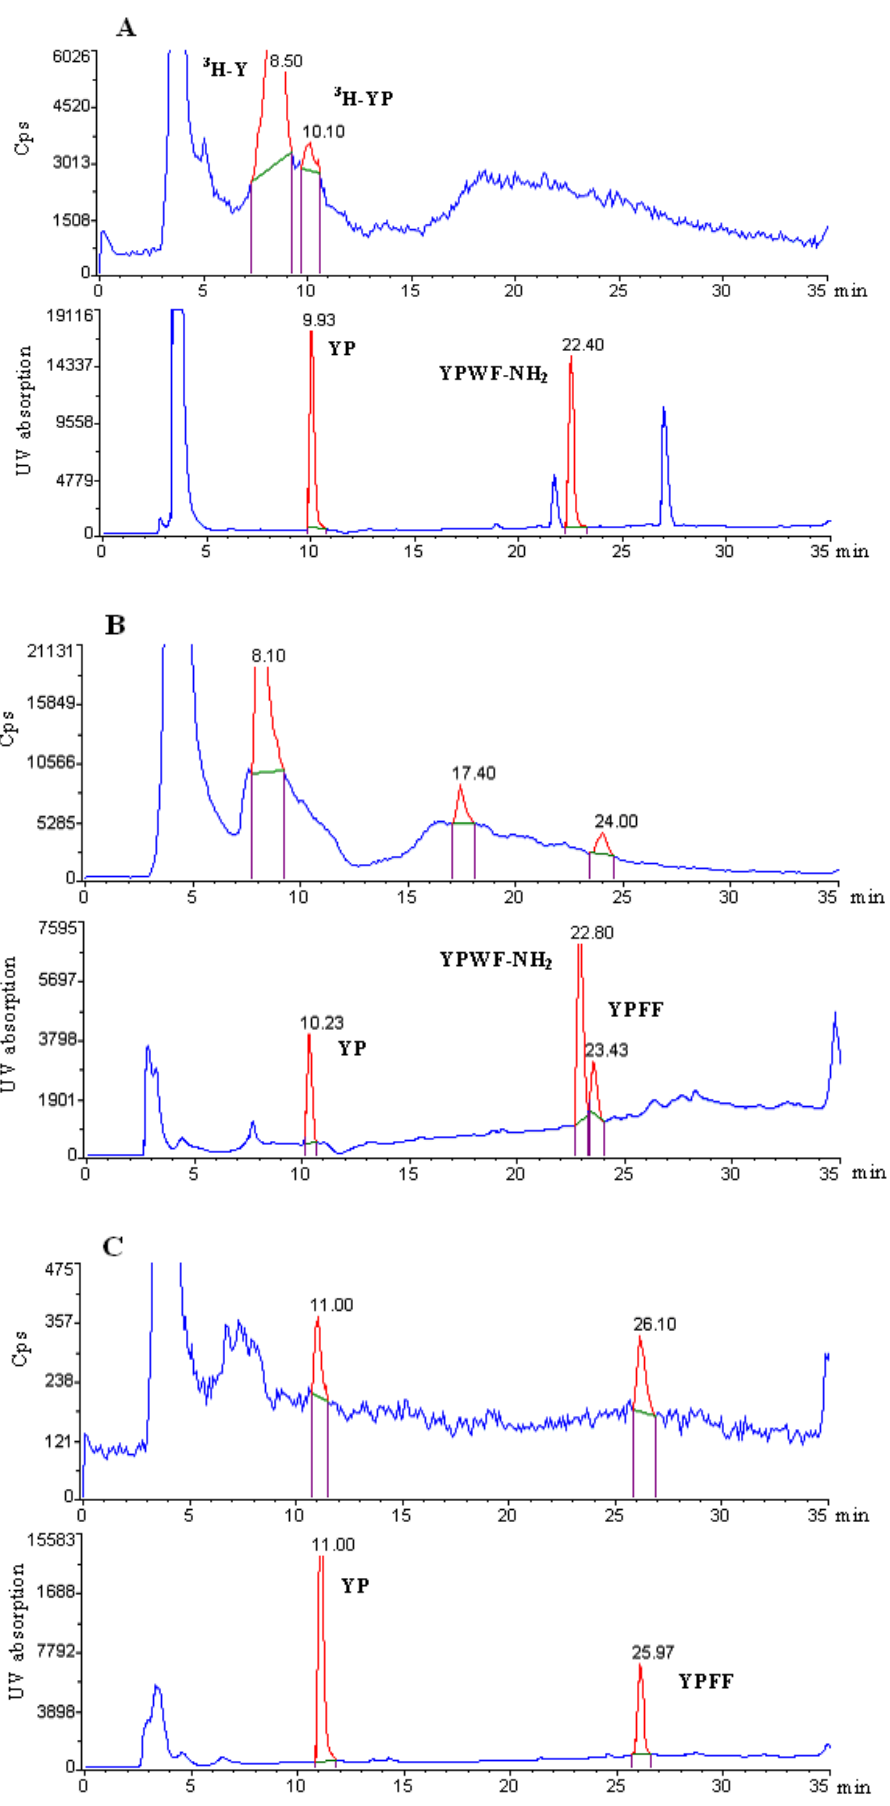 A
6026
4520
3013
1508
0
Cps
³H-Y
8.50
³H-YP
10.10
0 5 10 15 20 25 30 35 min
19116
14337
9558
4779
0
UV absorption
9.93
YP
YPWF-NH₂
22.40
0 5 10 15 20 25 30 35 min
B
21131
15849
10566
5285
0
Cps
8.10
17.40
24.00
0 5 10 15 20 25 30 35 min
7595
5697
3798
1901
0
UV absorption
10.23
YP
YPWF-NH₂
22.80
YPFF
23.43
0 5 10 15 20 25 30 35 min
C
475
357
238
121
0
Cps
11.00
26.10
0 5 10 15 20 25 30 35 min
15583
1688
7792
3898
0
UV absorption
11.00
YP
25.97
YPFF
0 5 10 15 20 25 30 35 min